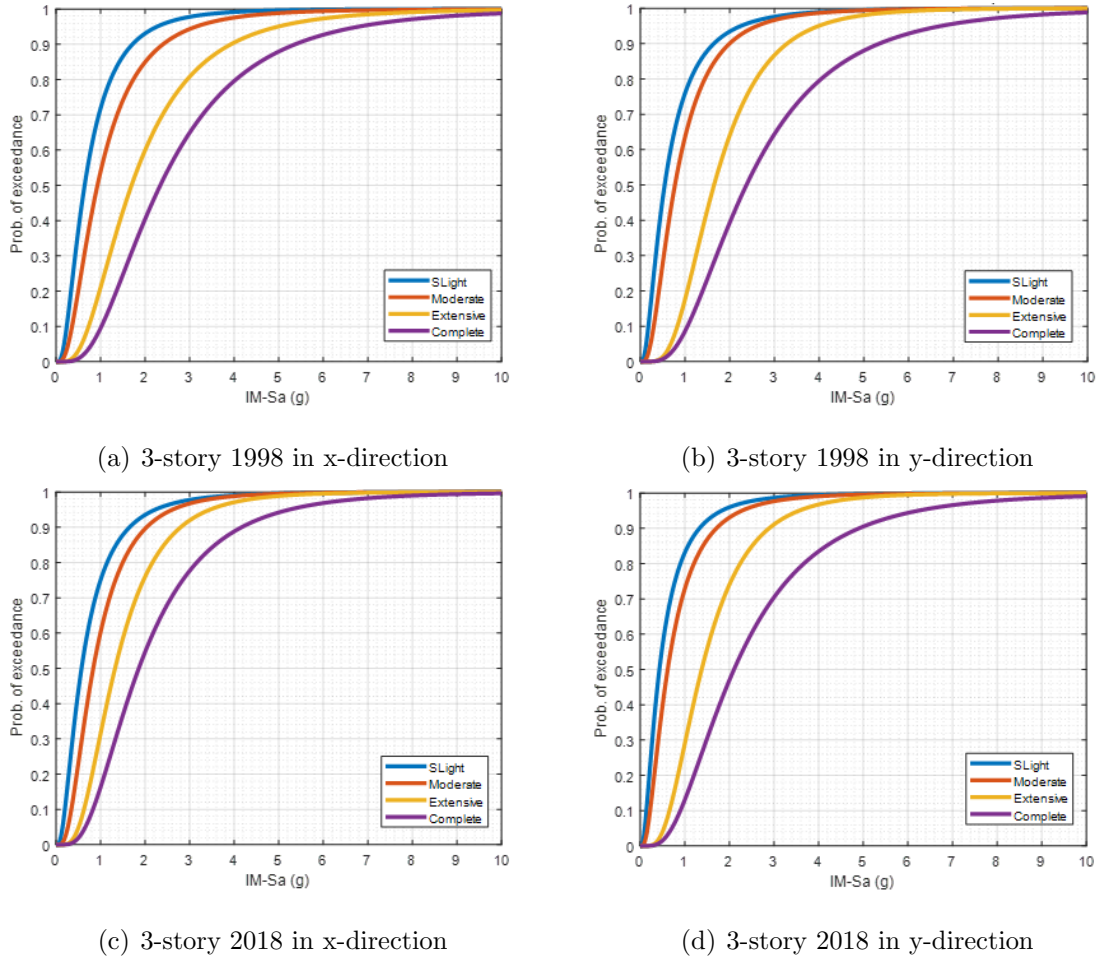 1
0.9
0.8
0.7
0.6
0.5
0.4
0.3
0.2
0.1
0
Prob. of exceedance
SLight
Moderate
Extensive
Complete
0 1 2 3 4 5 6 7 8 9 10
IM-Sa (g)
(a) 3-story 1998 in x-direction
1
0.9
0.8
0.7
0.6
0.5
0.4
0.3
0.2
0.1
0
Prob. of exceedance
SLight
Moderate
Extensive
Complete
0 1 2 3 4 5 6 7 8 9 10
IM-Sa (g)
(b) 3-story 1998 in y-direction
1
0.9
0.8
0.7
0.6
0.5
0.4
0.3
0.2
0.1
0
Prob. of exceedance
SLight
Moderate
Extensive
Complete
0 1 2 3 4 5 6 7 8 9 10
IM-Sa (g)
(c) 3-story 2018 in x-direction
1
0.9
0.8
0.7
0.6
0.5
0.4
0.3
0.2
0.1
0
Prob. of exceedance
SLight
Moderate
Extensive
Complete
0 1 2 3 4 5 6 7 8 9 10
IM-Sa (g)
(d) 3-story 2018 in y-direction